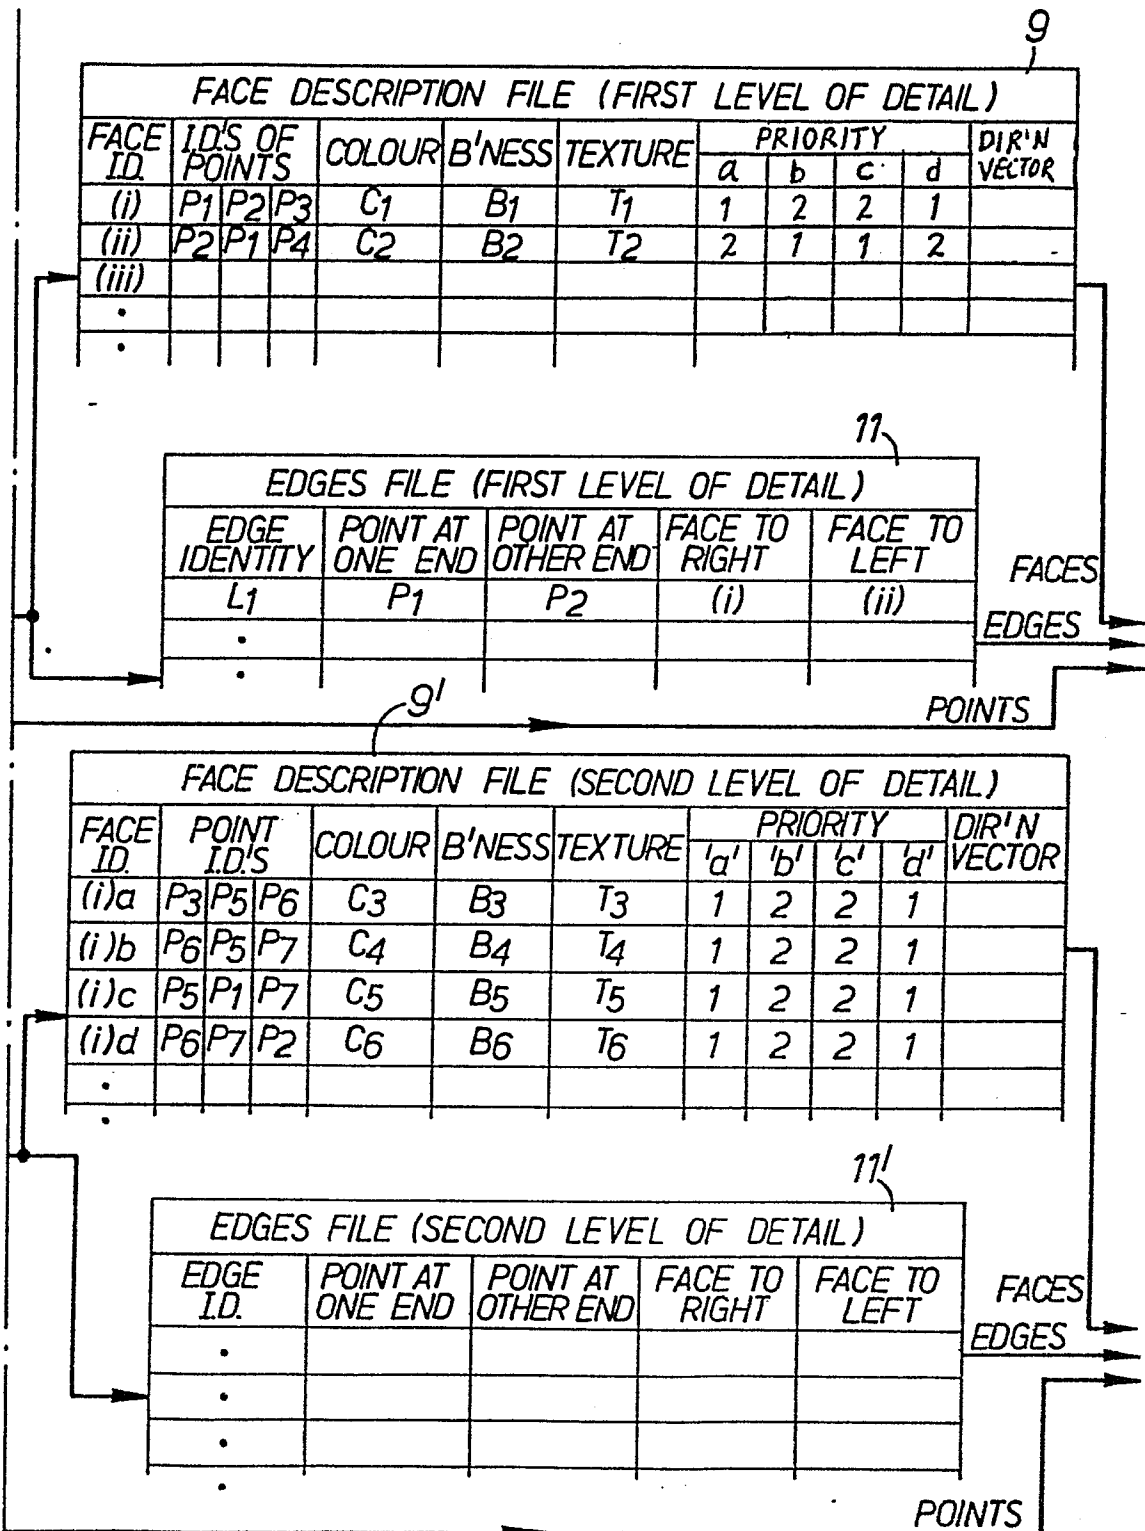 9
FACE DESCRIPTION FILE (FIRST LEVEL OF DETAIL)
FACE I.D. I.D'S OF POINTS COLOUR B'NESS TEXTURE PRIORITY a b c d DIR'N VECTOR
(i) P1 P2 P3 C1 B1 T1 1 2 2 1
(ii) P2 P1 P4 C2 B2 T2 2 1 1 2
(iii)
11
EDGES FILE (FIRST LEVEL OF DETAIL)
EDGE IDENTITY POINT AT ONE END POINT AT OTHER END FACE TO RIGHT FACE TO LEFT
L1 P1 P2 (i) (ii)
FACES
EDGES
POINTS
9'
FACE DESCRIPTION FILE (SECOND LEVEL OF DETAIL)
FACE I.D. POINT I.D.'S COLOUR B'NESS TEXTURE PRIORITY 'a' 'b' 'c' 'd' DIR'N VECTOR
(i)a P3 P5 P6 C3 B3 T3 1 2 2 1
(i)b P6 P5 P7 C4 B4 T4 1 2 2 1
(i)c P5 P1 P7 C5 B5 T5 1 2 2 1
(i)d P6 P7 P2 C6 B6 T6 1 2 2 1
11'
EDGES FILE (SECOND LEVEL OF DETAIL)
EDGE I.D. POINT AT ONE END POINT AT OTHER END FACE TO RIGHT FACE TO LEFT
FACES
EDGES
POINTS